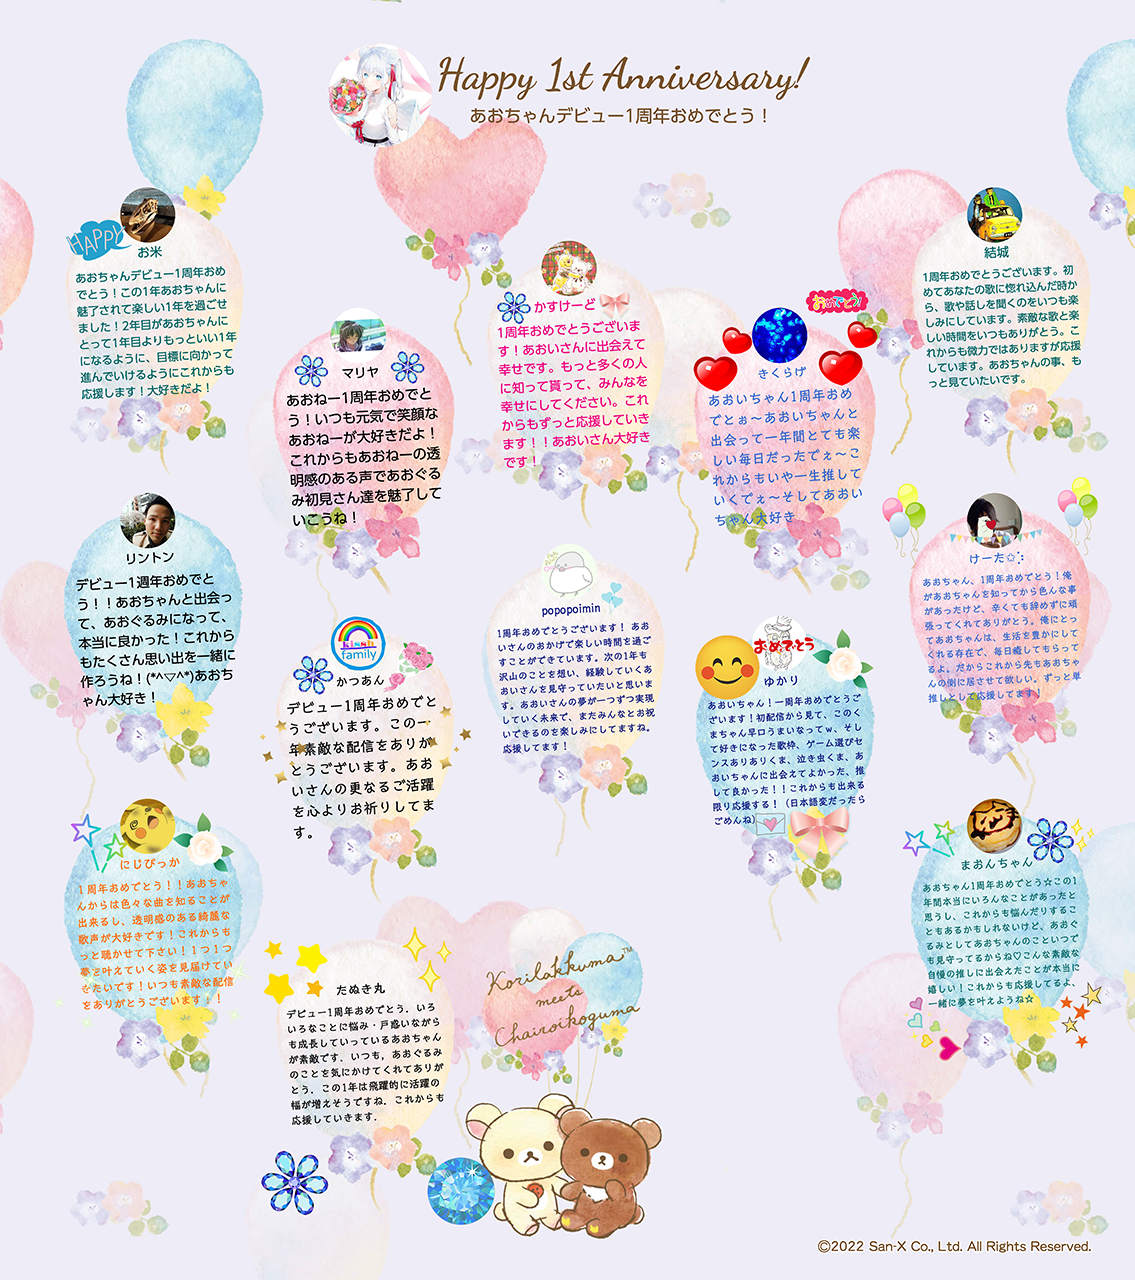 Happy 1st Anniversary!
あおちゃんデビュー1周年おめでとう！
HAPPY
お米
あおちゃんデビュー1周年おめ
でとう！この1年あおちゃんに
魅了されて楽しい1年を過ごせ
ました！2年目があおちゃんに
とって1年目よりもっといい1年
になるように、目標に向かって
進んでいけるようにこれからも
応援します！大好きだよ！
マリヤ
あおねー1周年おめでと
う！いつも元気で笑顔な
あおねーが大好きだよ！
これからもあおねーの透
明感のある声であおぐる
み初見さん達を魅了して
いこうね！
かすけーど
1周年おめでとうございま
す！あおいさんに出会えて
幸せです。もっと多くの人
に知って貰って、みんなを
幸せにしてください。これ
からもずっと応援していき
ます！！あおいさん大好き
です！
おめでとう!
きくらげ
あおいちゃん1周年おめ
でとぉ〜あおいちゃんと
出会って一年間とても楽
しい毎日だったでぇ〜こ
れからもいや一生推して
いくでぇ〜そしてあおい
ちゃん大好き
結城
1周年おめでとうございます。初
めてあなたの歌に惚れ込んだ時か
ら、歌や話しを聞くのをいつも楽
しみにしています。素敵な歌と楽
しい時間をいつもありがとう。こ
れからも微力ではありますが応援
しています。あおちゃんの事、も
っと見ていたいです。
リントン
デビュー1週年おめでと
う！！あおちゃんと出会っ
て、あおぐるみになって、
本当に良かった！これから
もたくさん思い出を一緒に
作ろうね！(*^▽^*)あおち
ゃん大好き！
kissh
family
かつあん
デビュー1周年おめでと
うございます。この一
年素敵な配信をありが
とうございます。あお
いさんの更なるご活躍
を心よりお祈りしてま
す。
popopoimin
1周年おめでとうございます！ あお
いさんのおかげで楽しい時間を過ご
すことができています。次の1年も
沢山のことを想い、経験していくあ
おいさんを見守っていたいと思いま
す。あおいさんの夢が一つずつ実現
していく未来で、まだみんなとお祝
いできるのを楽しみにしてますね。
応援してます！
おめでとう
ゆかり
あおいちゃん！一周年おめでとうご
ざいます！初配信から見て、このく
まちゃん早口うまいなってw、そし
て好きになった歌枠、ゲーム選びセ
ンスありありくま、泣き虫くま、あ
おいちゃんに出会えてよかった、推
して良かった！！これからも出来る
限り応援する！（日本語変だったら
ごめんね）
けーた✩⡱
あおちゃん、1周年おめでとう！俺
があおちゃんを知ってから色んな事
があったけど、辛くても辞めずに頑
張ってくれてありがとう。俺にとっ
てあおちゃんは、生活を豊かにして
くれる存在で、毎日癒してもらって
るよ。だからこれから先もあおちゃ
んの側に居させて欲しい。ずっと単
推しとして応援してます！
にじぴっか
1周年おめでとう！！あおちゃ
んからは色々な曲を知ることが
出来るし、透明感のある綺麗な
歌声が大好きです！これからも
っと聴かせて下さい！1つ1つ
夢を叶えていく姿を見届けてい
きたいです！いつも素敵な配信
をありがとうございます！！
たぬき丸
デビュー1周年おめでとう．いろ
いろなことに悩み・戸惑いながら
も成長していっているあおちゃん
が素敵です．いつも，あおぐるみ
のことを気にかけてくれてありが
とう．この1年は飛躍的に活躍の
幅が増えそうですね．これからも
応援していきます．
Korilakkuma™
meets
Chairoikoguma
まおんちゃん
あおちゃん1周年おめでとう☆この1
年間本当にいろんなことがあったと
思うし、これからも悩んだりするこ
ともあるかもしれないけど、あおぐ
るみとしてあおちゃんのこといつで
も見守ってるからね♡こんな素敵な
自慢の推しに出会えたことが本当に
嬉しい！これからも応援してるよ、
一緒に夢を叶えようね☆
©2022 San-X Co., Ltd. All Rights Reserved.